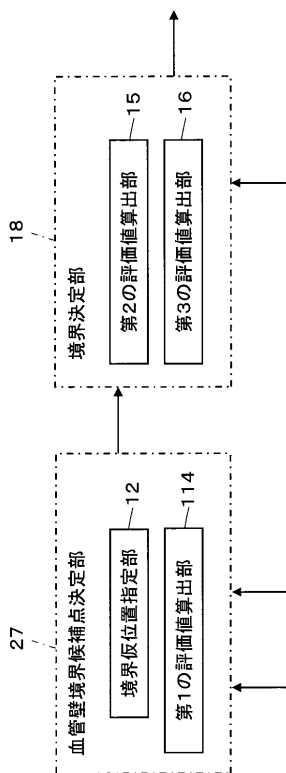 27
血管壁境界候補点決定部
境界仮位置指定部
12
第1の評価値算出部
114
18
境界決定部
第2の評価値算出部
15
第3の評価値算出部
16